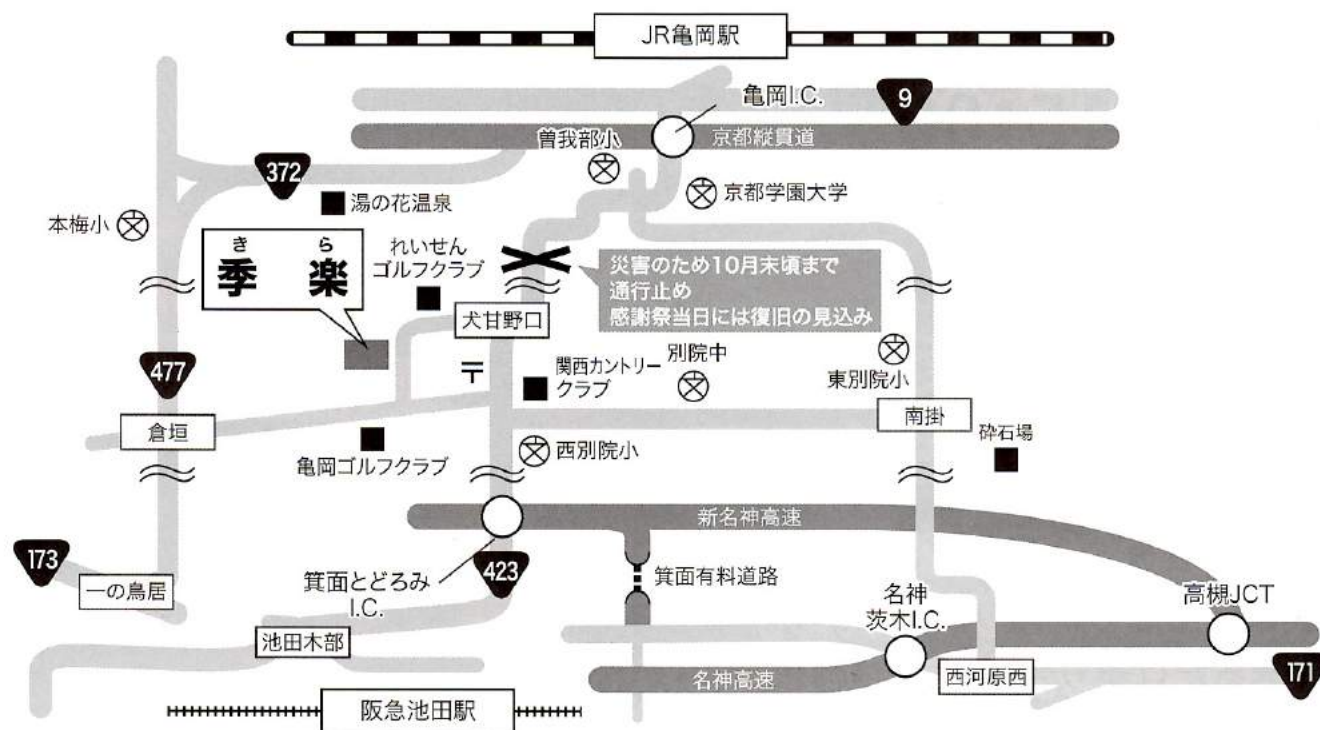 JR亀岡駅
亀岡I.C.
9
京都縦貫道
曽我部小
372
湯の花温泉
京都学園大学
本梅小
き ら
季 楽
れいせん
ゴルフクラブ
災害のため10月末頃まで
通行止め
感謝祭当日には復旧の見込み
犬甘野口
477
〒
関西カントリー
クラブ
別院中
東別院小
倉垣
亀岡ゴルフクラブ
西別院小
南掛
砕石場
新名神高速
173
一の鳥居
箕面とどろみ
I.C.
423
箕面有料道路
名神
茨木I.C.
高槻JCT
池田木部
名神高速
西河原西
171
阪急池田駅